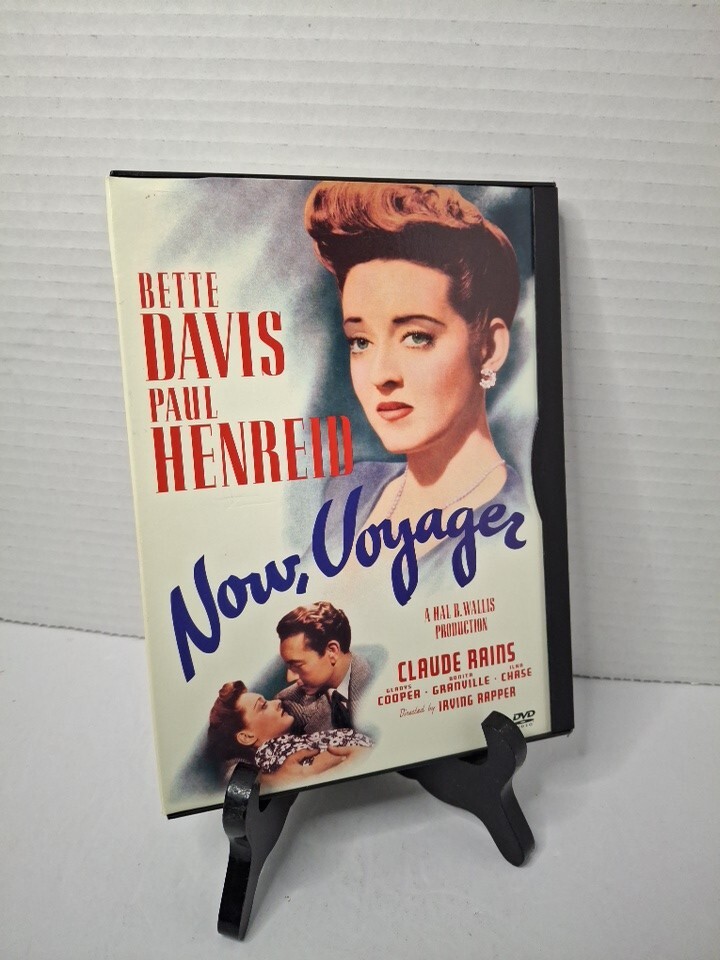 BETTE
DAVIS
PAUL
HENREID
Now, Voyager
A HAL B. WALLIS
PRODUCTION
CLAUDE RAINS
GLADYS COOPER · BONITA GRANVILLE · ILKA CHASE
Directed by IRVING RAPPER
DVD